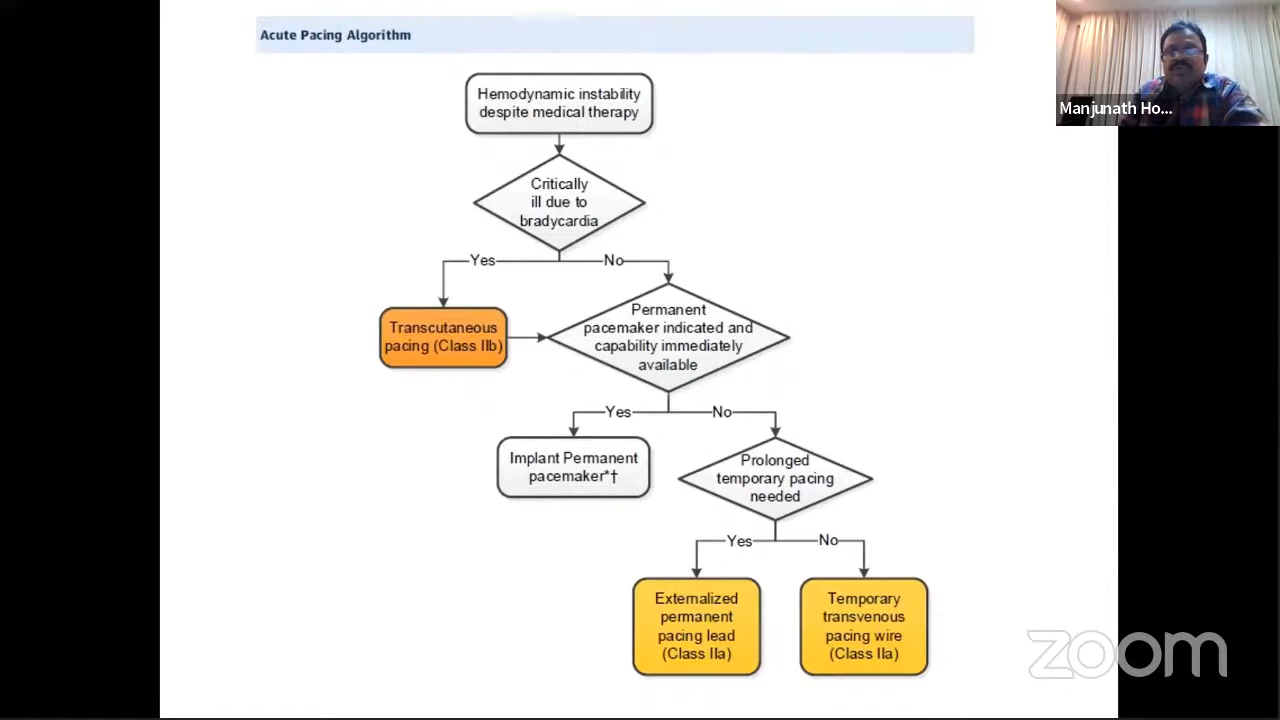 Acute Pacing Algorithm
Manjunath Ho...
Hemodynamic instability
despite medical therapy
Critically
ill due to
bradycardia
Yes
No
Transcutaneous
pacing (Class IIb)
Permanent
pacemaker indicated and
capability immediately
available
Yes
No
Implant Permanent
pacemaker*†
Prolonged
temporary pacing
needed
Yes
No
Externalized
permanent
pacing lead
(Class IIa)
Temporary
transvenous
pacing wire
(Class IIa)
zoom